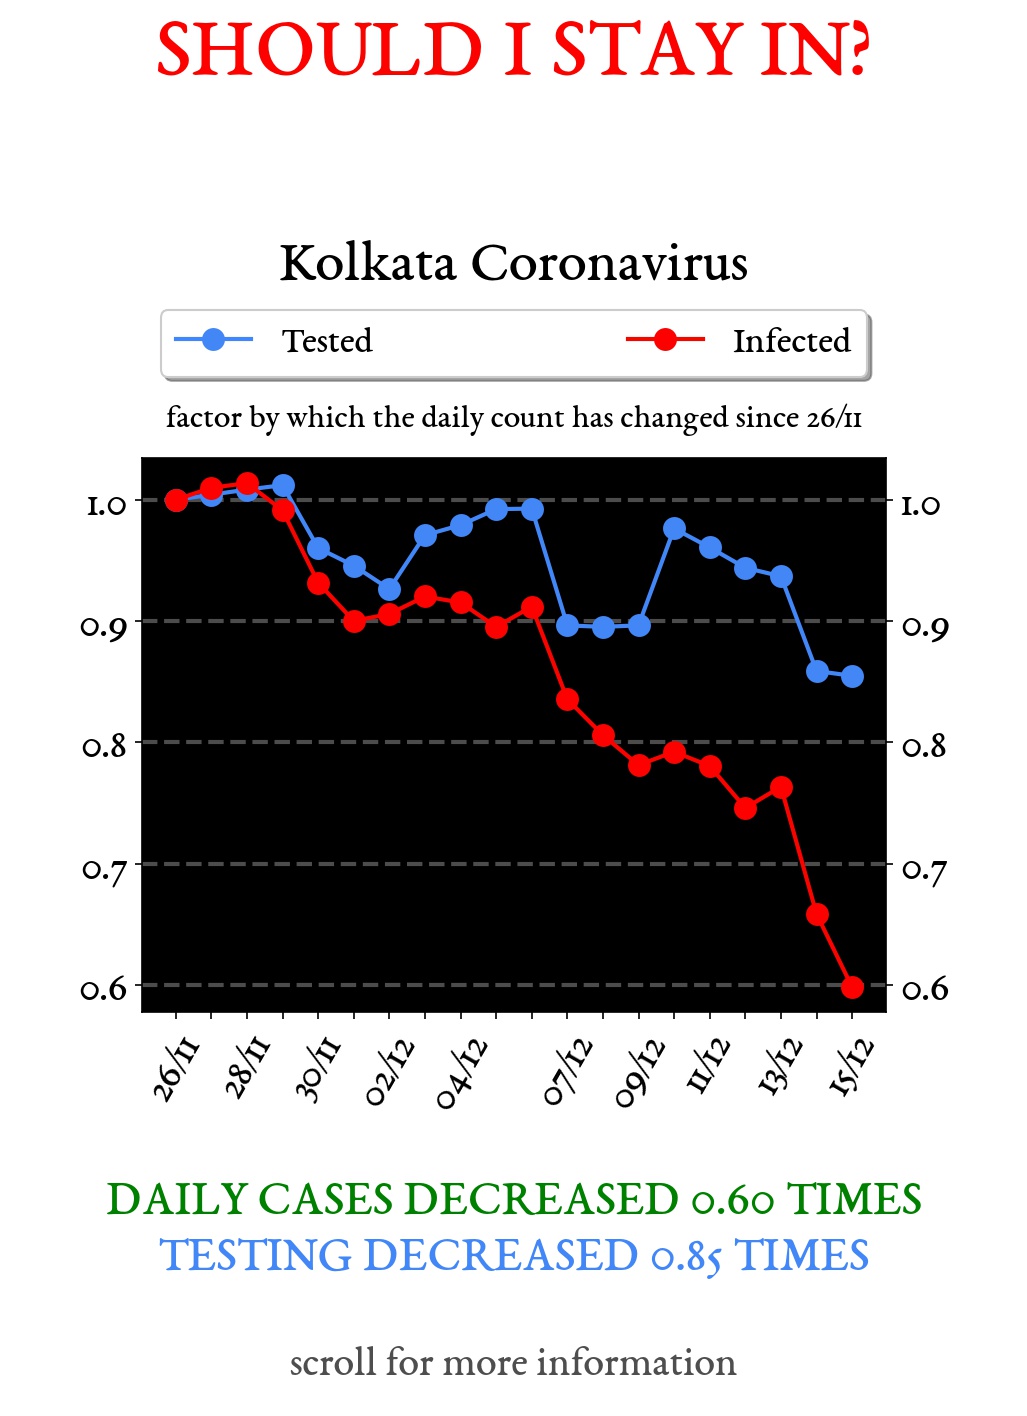 SHOULD I STAY IN?
Kolkata Coronavirus
Tested Infected
factor by which the daily count has changed since 26/11
1.0 1.0
0.9 0.9
0.8 0.8
0.7 0.7
0.6 0.6
26/11 28/11 30/11 02/12 04/12 07/12 09/12 11/12 13/12 15/12
DAILY CASES DECREASED 0.60 TIMES
TESTING DECREASED 0.85 TIMES
scroll for more information